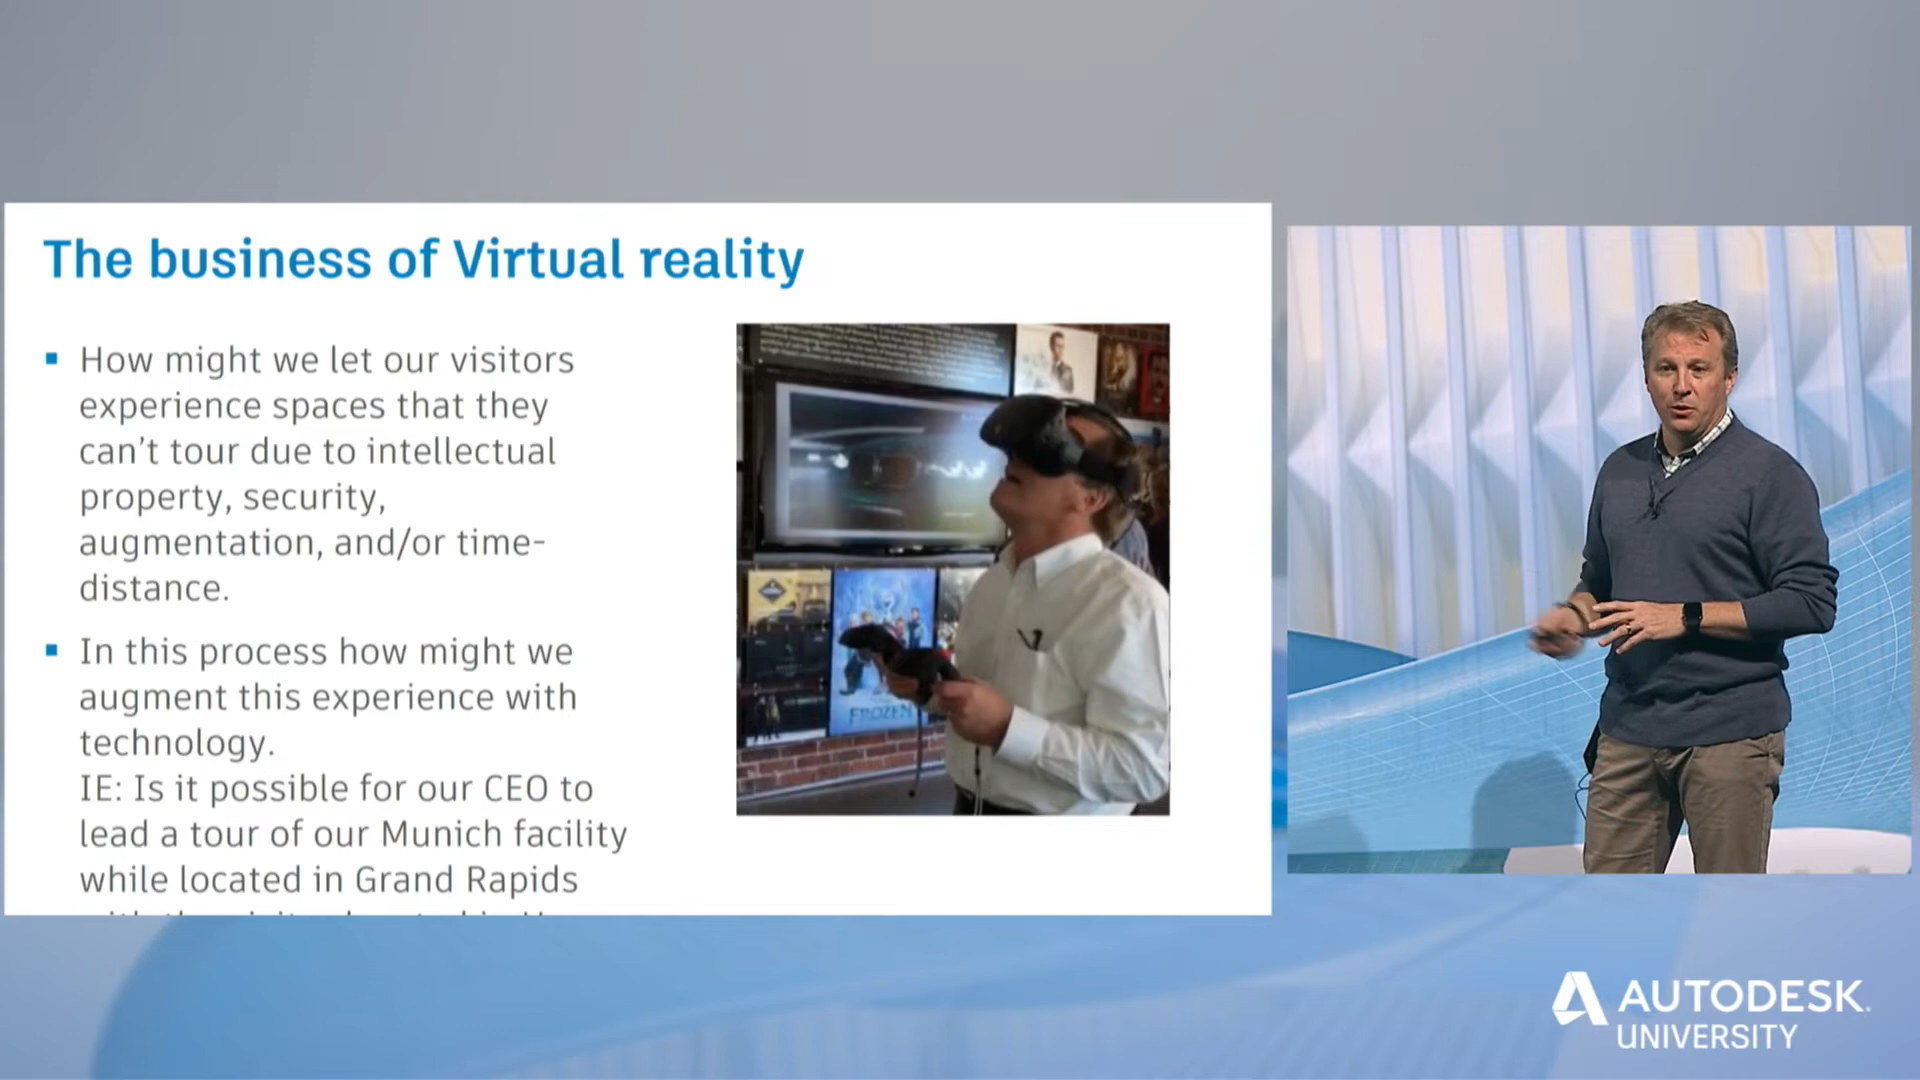 The business of Virtual reality
▪ How might we let our visitors
experience spaces that they
can't tour due to intellectual
property, security,
augmentation, and/or time-
distance.
▪ In this process how might we
augment this experience with
technology.
IE: Is it possible for our CEO to
lead a tour of our Munich facility
while located in Grand Rapids
FROZEN
AUTODESK
UNIVERSITY